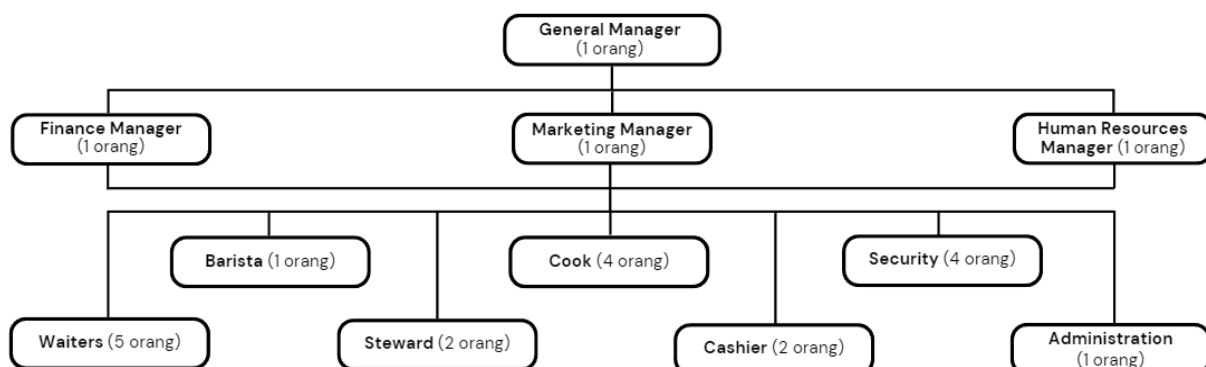 General Manager
(1 orang)
Finance Manager
(1 orang)
Marketing Manager
(1 orang)
Human Resources
Manager (1 orang)
Barista (1 orang)
Cook (4 orang)
Security (4 orang)
Waiters (5 orang)
Steward (2 orang)
Cashier (2 orang)
Administration
(1 orang)